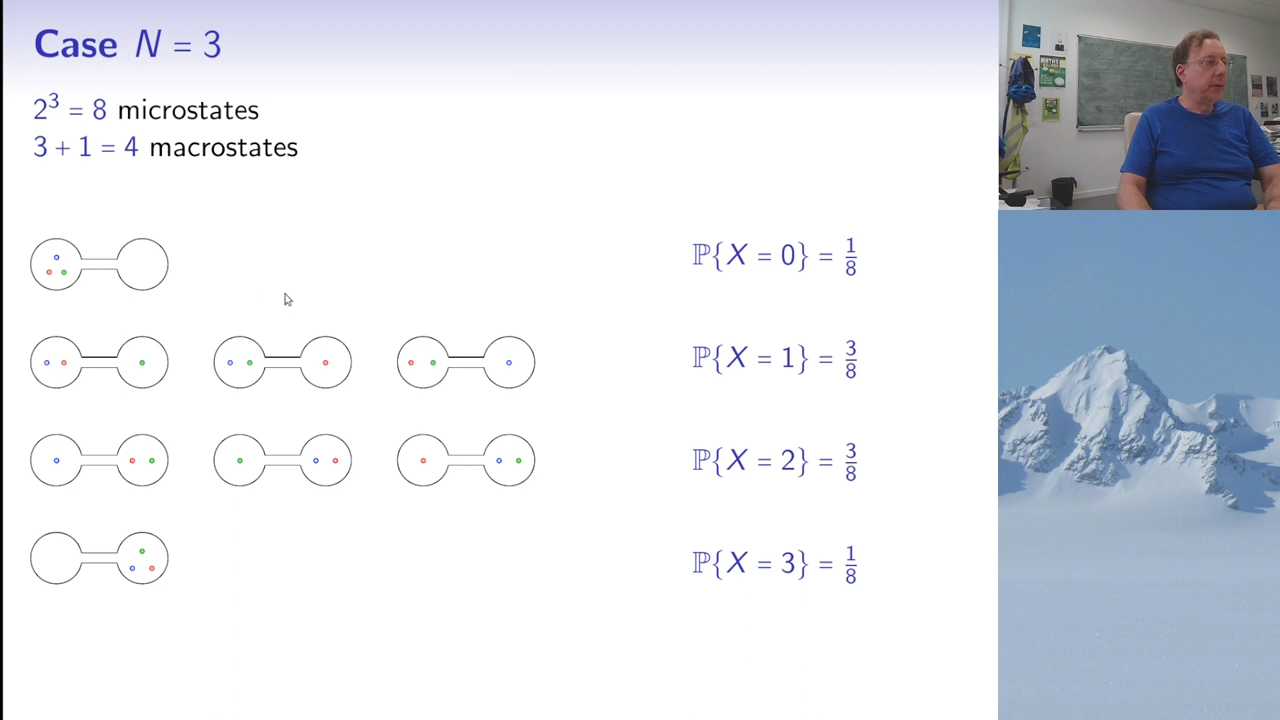 Case N = 3
2³ = 8 microstates
3 + 1 = 4 macrostates
ℙ{X = 0} = 1/8
ℙ{X = 1} = 3/8
ℙ{X = 2} = 3/8
ℙ{X = 3} = 1/8